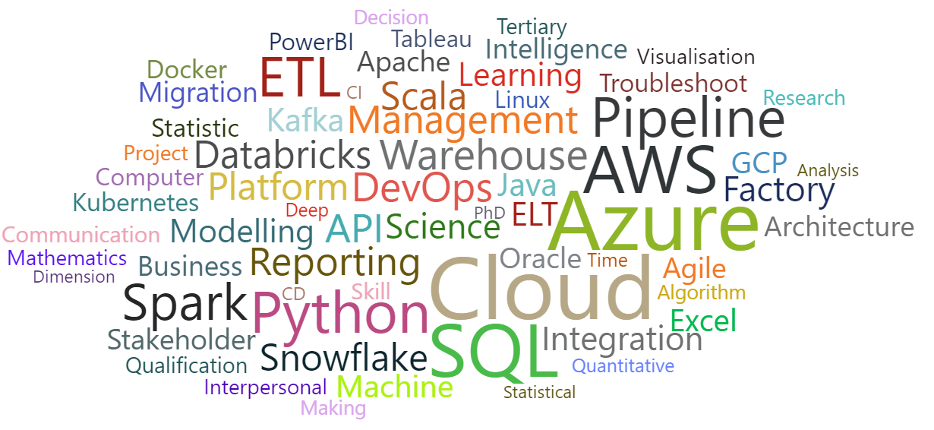 Decision
Tertiary
PowerBI
Tableau
Intelligence
Visualisation
Docker
Apache
ETL
Learning
Troubleshoot
Migration
CI
Scala
Linux
Research
Statistic
Kafka
Management
Pipeline
Project
Databricks
Warehouse
AWS
GCP
Analysis
Computer
Platform
DevOps
Java
Factory
Kubernetes
Deep
PhD
ELT
Azure
Communication
Modelling
API
Science
Architecture
Mathematics
Business
Reporting
Oracle
Time
Agile
Dimension
Spark
Python
CD
Skill
Cloud
Algorithm
Excel
Stakeholder
Snowflake
SQL
Integration
Qualification
Quantitative
Interpersonal
Machine
Statistical
Making